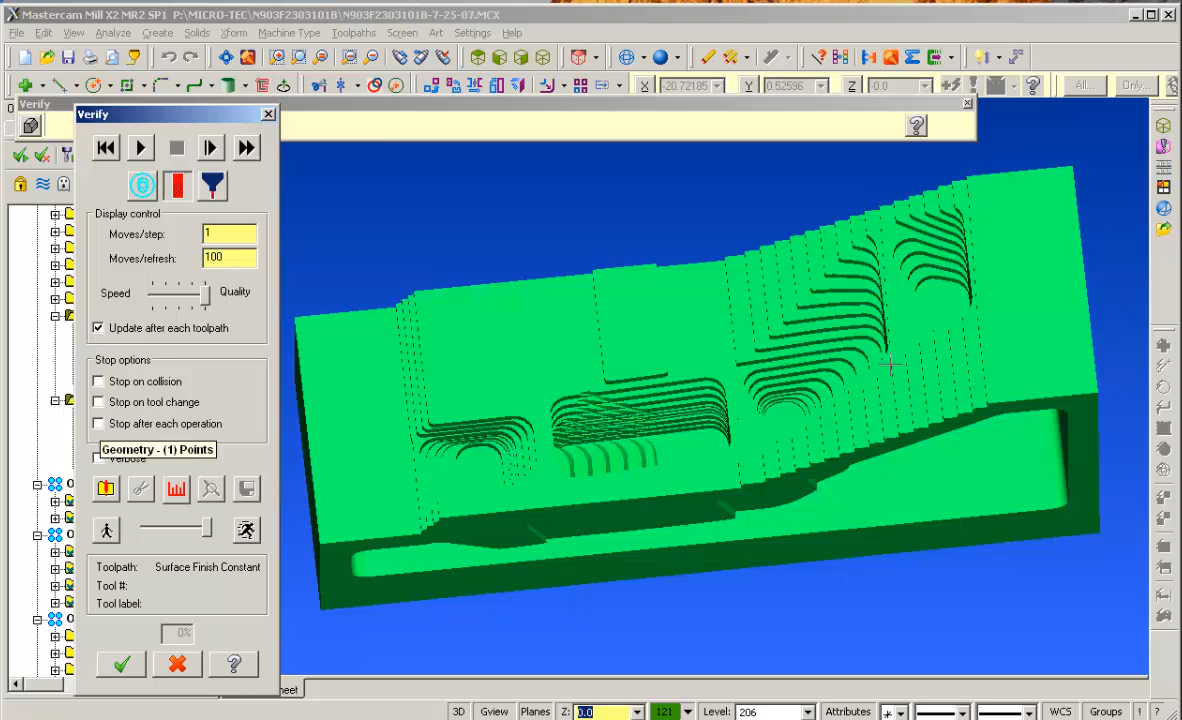 Mastercam Mill X2 MR2 SP1 P:\MICRO-TEC\N903F2303101B\N903F2303101B-7-25-07.MCX
File Edit View Analyze Create Solids Xform Machine Type Toolpaths Screen Art Settings Help
X -20.72185 Y 0.52596 Z -0.0 All... Only...
Verify
Verify
Display control
Moves/step: 1
Moves/refresh: 100
Speed Quality
Update after each toolpath
Stop options
Stop on collision
Stop on tool change
Stop after each operation
Geometry - (1) Points
Verbose
Toolpath: Surface Finish Constant
Tool #:
Tool label:
0%
3D Gview Planes Z: 0.0 121 Level: 206 Attributes WCS Groups ! ?